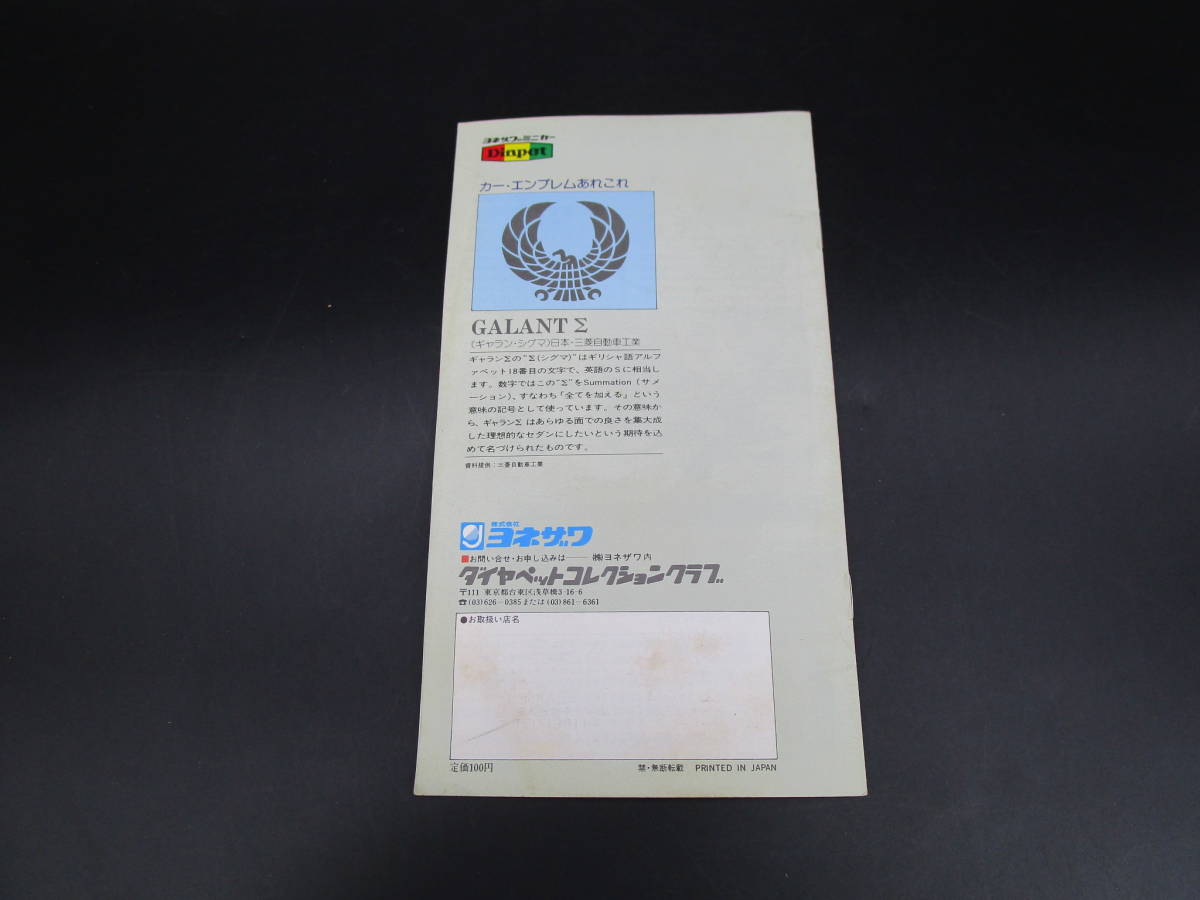 ヨネザワのミニカー
Diapet
カー・エンブレムあれこれ
GALANT Σ
(ギャラン・シグマ)日本・三菱自動車工業
ギャランΣの"Σ(シグマ)"はギリシャ語アルフ
ァベット18番目の文字で、英語のSに相当し
ます。数字ではこの"Σ"をSummation(サメ
ーション)、すなわち「全てを加える」という
意味の記号として使っています。その意味か
ら、ギャランΣはあらゆる面での良さを集大成
した理想的なセダンにしたいという期待を込
めて名づけられたものです。
資料提供:三菱自動車工業
株式会社
ヨネザワ
■お問い合せ・お申し込みは――㈱ヨネザワ内
ダイヤペットコレクションクラブ
〒111 東京都台東区浅草橋3-16-6
☎(03)626-0385または(03)861-6361
●お取扱い店名
定価100円
禁・無断転載 PRINTED IN JAPAN